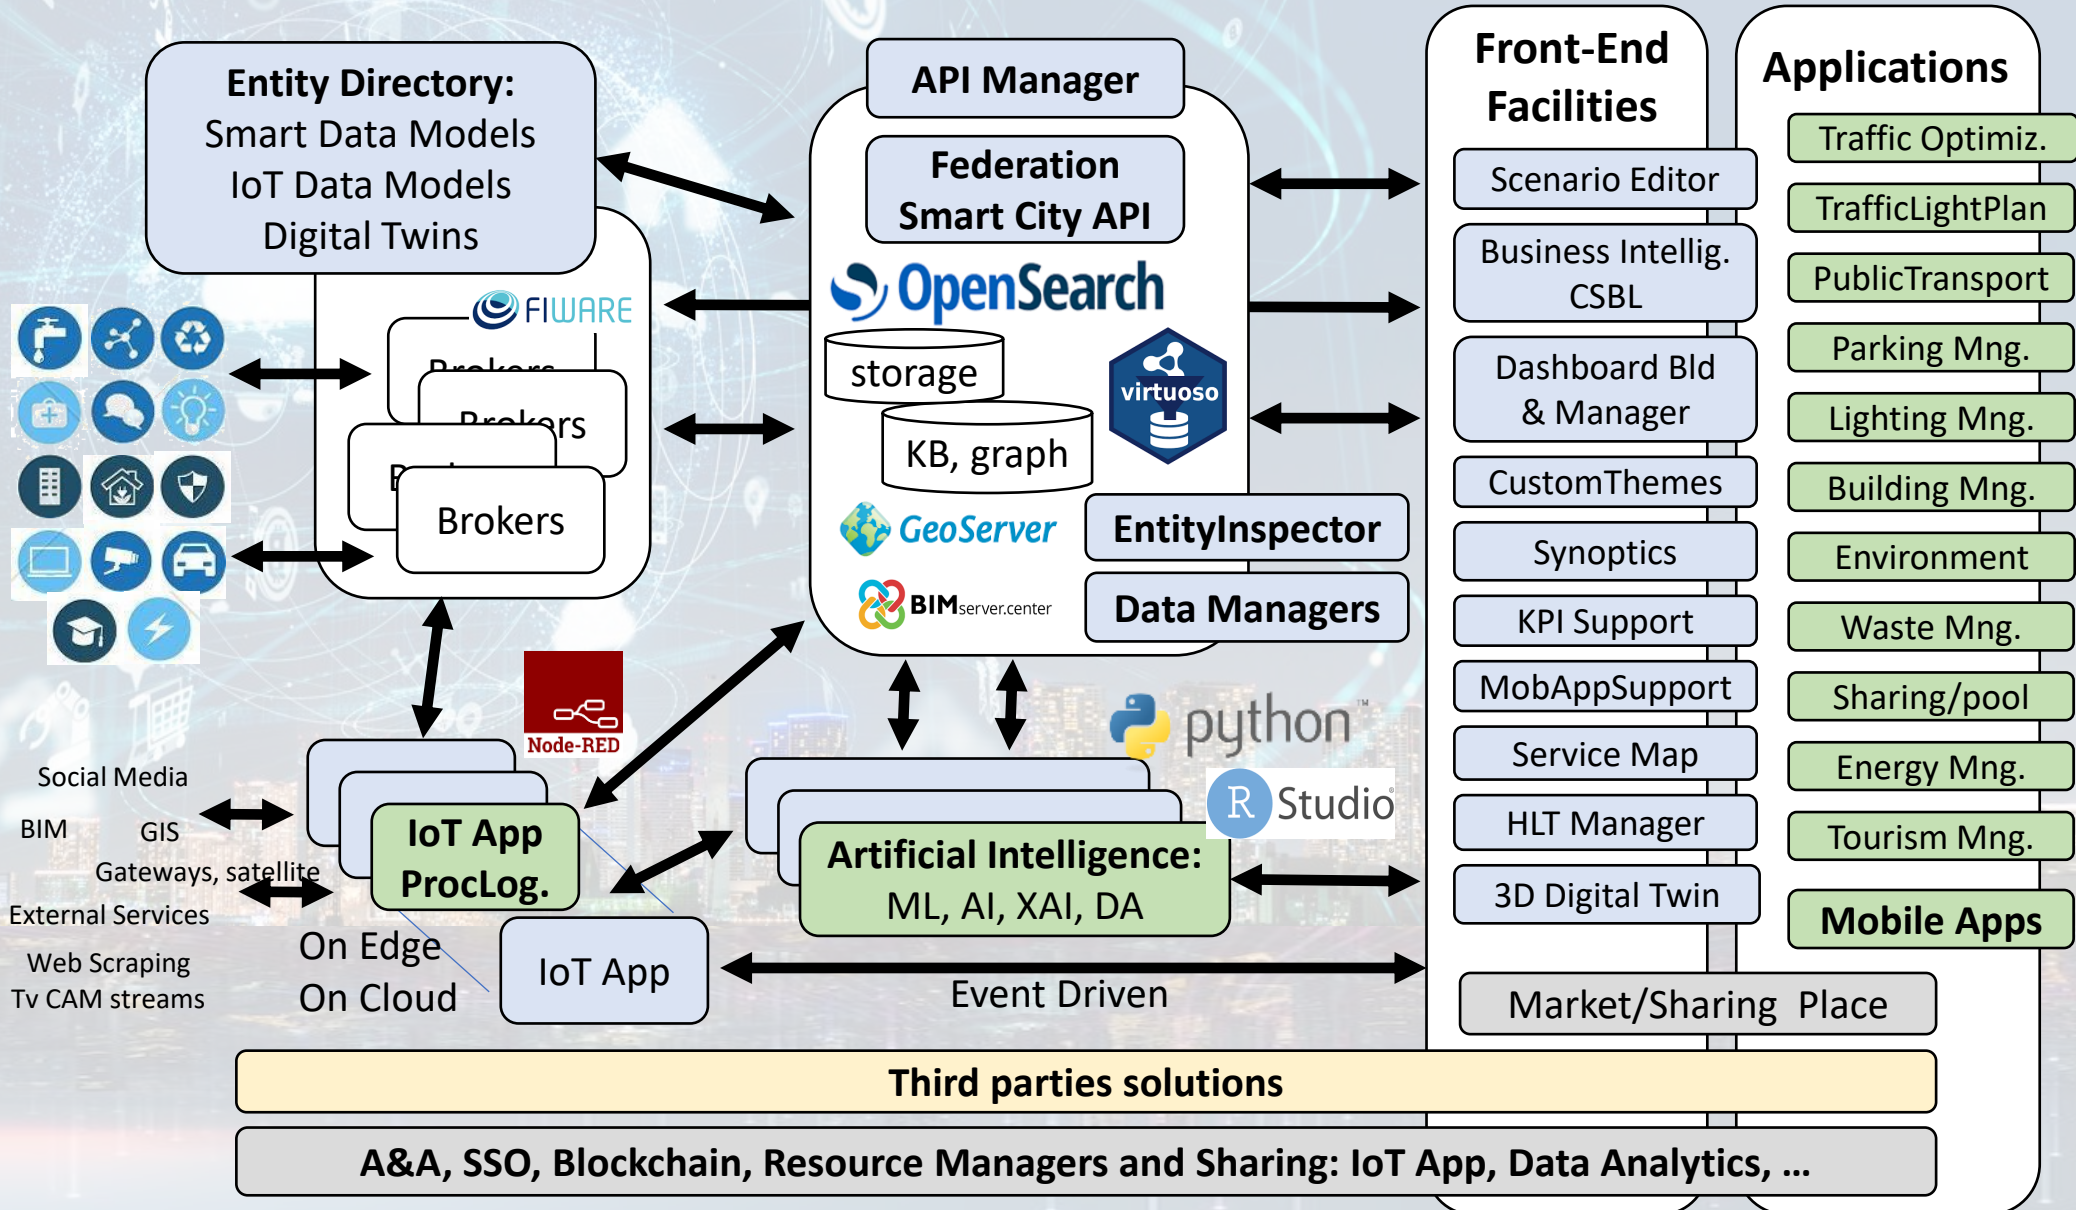 Entity Directory:
Smart Data Models
IoT Data Models
Digital Twins
FIWARE
Brokers
Brokers
Brokers
API Manager
Federation
Smart City API
OpenSearch
storage
virtuoso
KB, graph
GeoServer
EntityInspector
BIMserver.center
Data Managers
Node-RED
python™
R Studio
Social Media
BIM
GIS
Gateways, satellite
External Services
Web Scraping
Tv CAM streams
IoT App
ProcLog.
On Edge
On Cloud
IoT App
Artificial Intelligence:
ML, AI, XAI, DA
Event Driven
Front-End
Facilities
Scenario Editor
Business Intellig.
CSBL
Dashboard Bld
& Manager
CustomThemes
Synoptics
KPI Support
MobAppSupport
Service Map
HLT Manager
3D Digital Twin
Applications
Traffic Optimiz.
TrafficLightPlan
PublicTransport
Parking Mng.
Lighting Mng.
Building Mng.
Environment
Waste Mng.
Sharing/pool
Energy Mng.
Tourism Mng.
Mobile Apps
Market/Sharing Place
Third parties solutions
A&A, SSO, Blockchain, Resource Managers and Sharing: IoT App, Data Analytics, ...